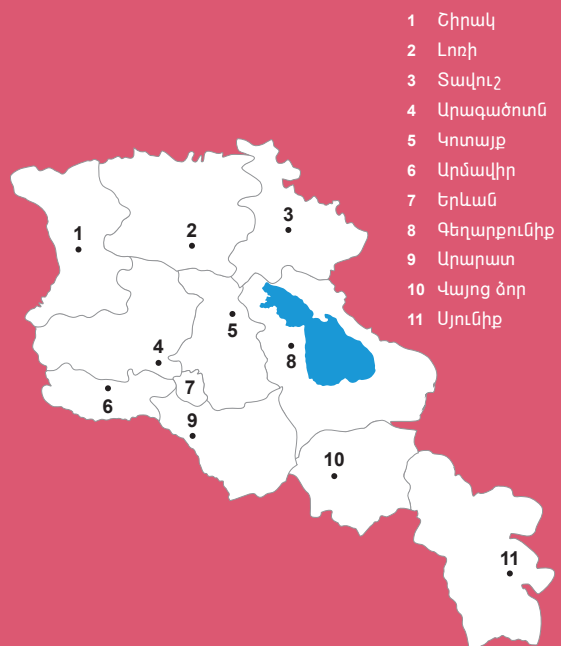 1 Շիրակ
2 Լոռի
3 Տավուշ
4 Արագածոտն
5 Կոտայք
6 Արմավիր
7 Երևան
8 Գեղարքունիք
9 Արարատ
10 Վայոց ձոր
11 Սյունիք
1
2
3
4
5
6
7
8
9
10
11